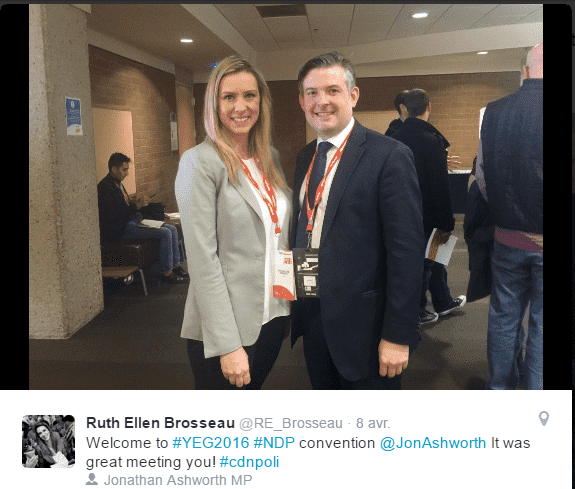 Ruth Ellen Brosseau @RE_Brosseau · 8 avr.
Welcome to #YEG2016 #NDP convention @JonAshworth It was
great meeting you! #cdnpoli
Jonathan Ashworth MP